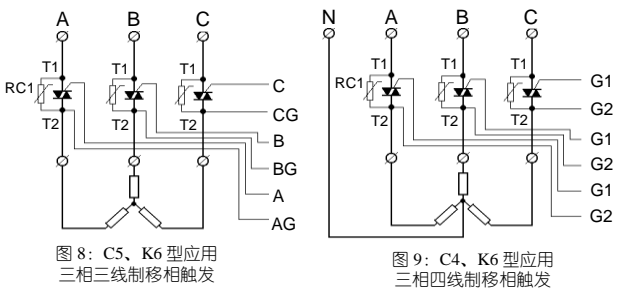 A B C
T1 T1 T1
RC1
T2 T2 T2
C
CG
B
BG
A
AG
图 8：C5、K6 型应用
三相三线制移相触发
N A B C
T1 T1 T1
RC1
T2 T2 T2
G1
G2
G1
G2
G1
G2
图 9：C4、K6 型应用
三相四线制移相触发